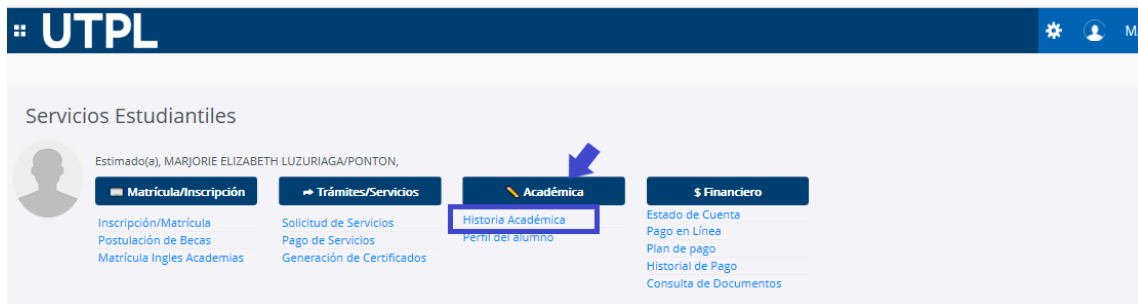 UTPL
MA
Servicios Estudiantiles
Estimado(a), MARJORIE ELIZABETH LUZURIAGA/PONTON,
Matrícula/Inscripción
Inscripción/Matrícula
Postulación de Becas
Matrícula Ingles Academias
Trámites/Servicios
Solicitud de Servicios
Pago de Servicios
Generación de Certificados
Académica
Historia Académica
Perfil del alumno
$ Financiero
Estado de Cuenta
Pago en Línea
Plan de pago
Historial de Pago
Consulta de Documentos